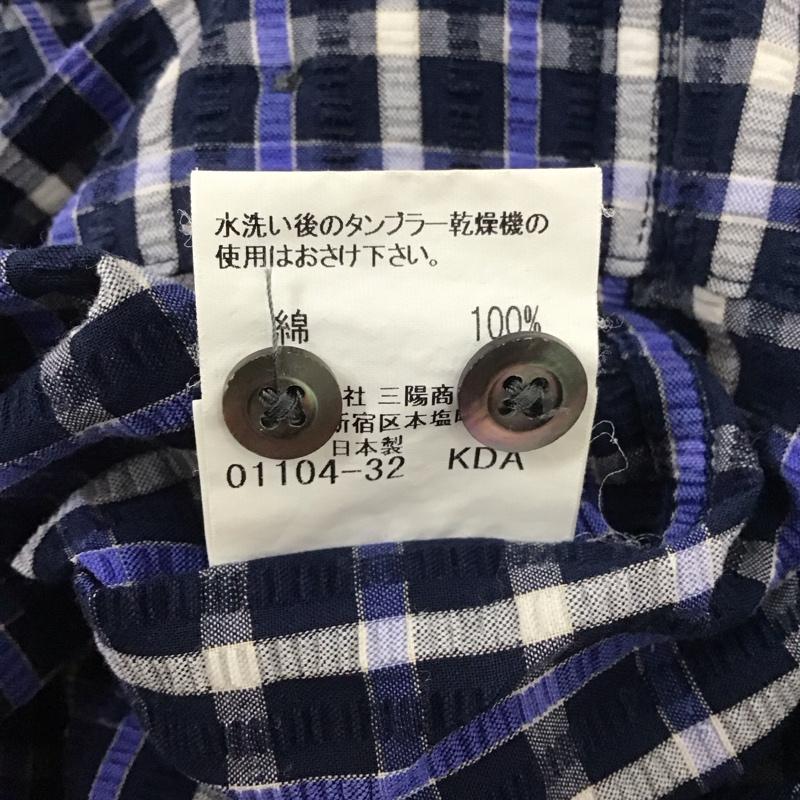 水洗い後のタンブラー乾燥機の
使用はおさけ下さい。
綿 100%
社 三陽商
新宿区本塩
日本製
01104-32 KDA